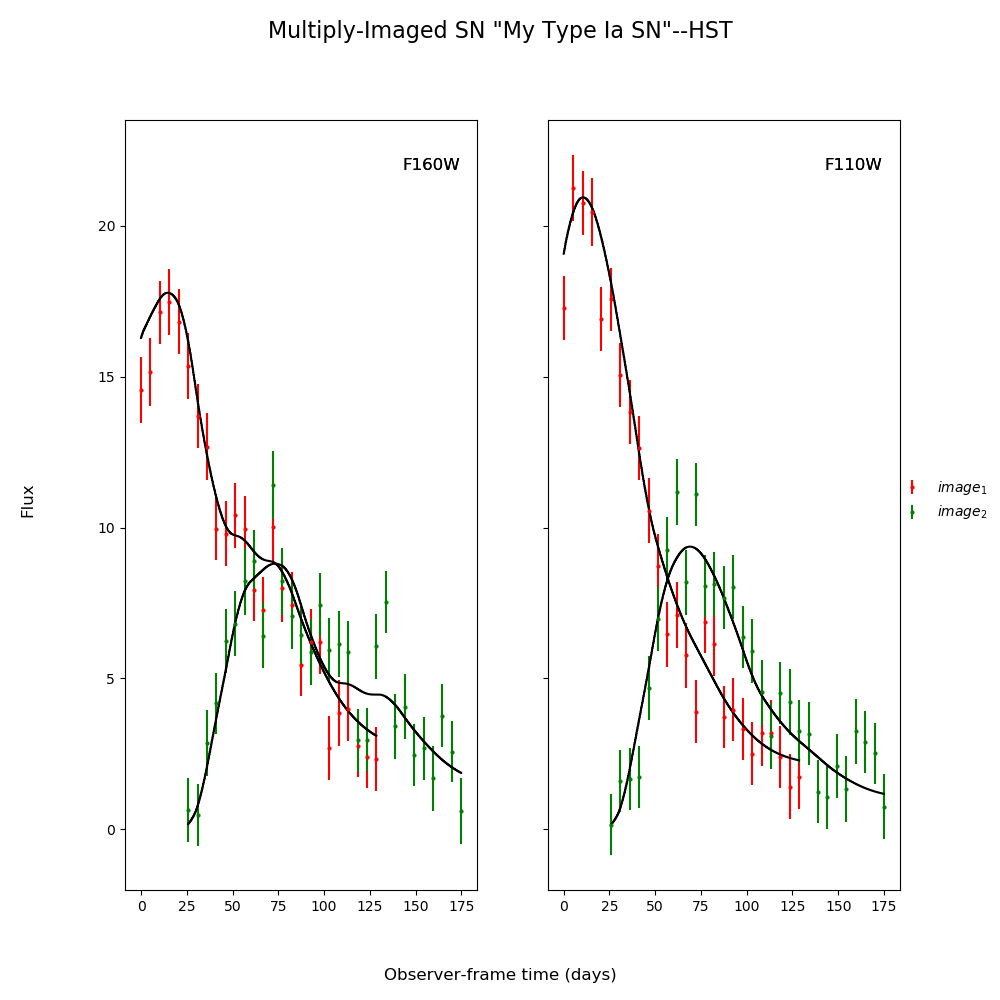 Multiply-Imaged SN "My Type Ia SN"--HST
F160W
F110W
20
15
10
5
0
Flux
image1
image2
0 25 50 75 100 125 150 175
0 25 50 75 100 125 150 175
Observer-frame time (days)